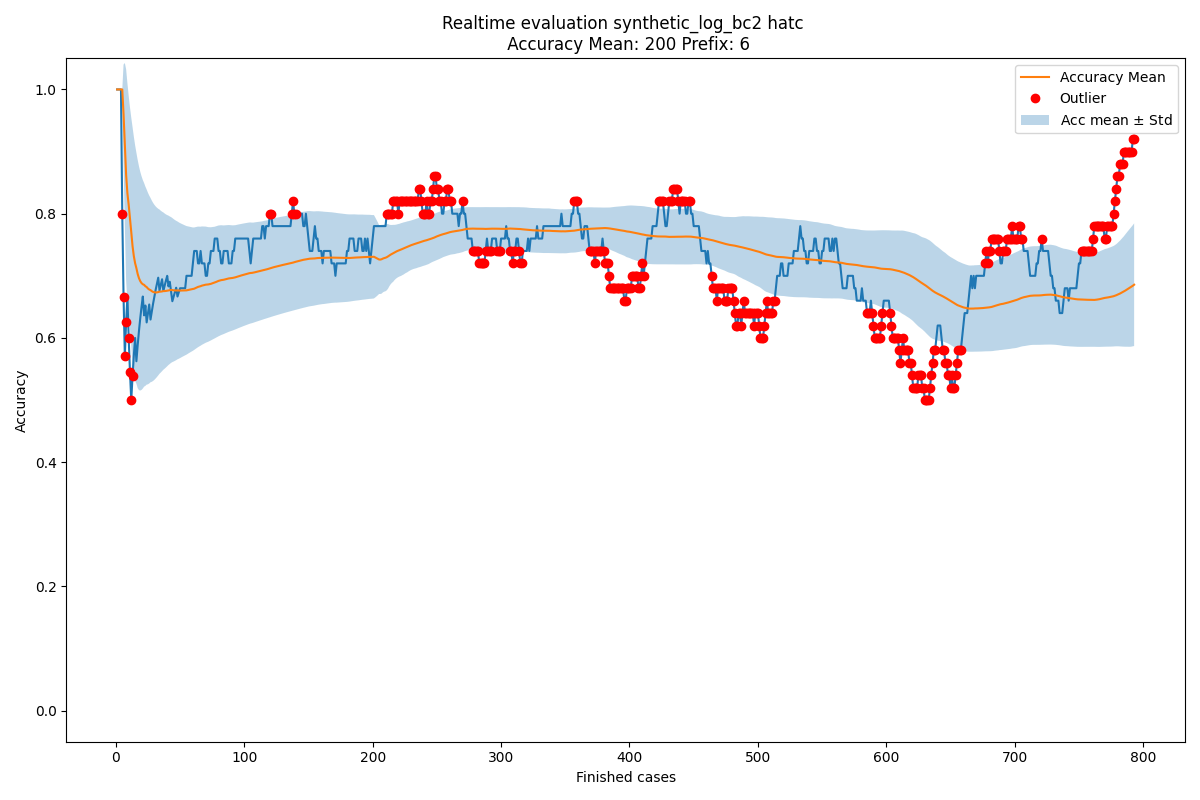 Realtime evaluation synthetic_log_bc2 hatc
Accuracy Mean: 200 Prefix: 6
Accuracy Mean
Outlier
Acc mean ± Std
1.0
0.8
0.6
0.4
0.2
0.0
Accuracy
0 100 200 300 400 500 600 700 800
Finished cases